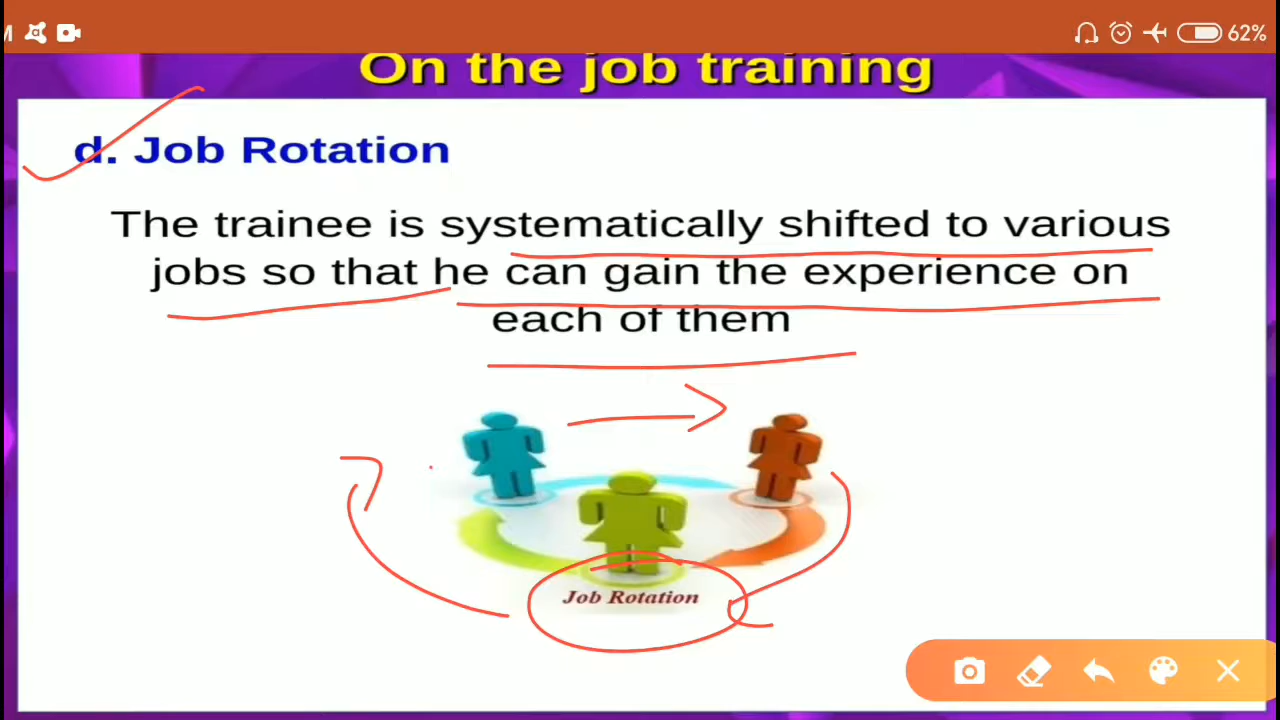 62%
On the job training
d. Job Rotation
The trainee is systematically shifted to various
jobs so that he can gain the experience on
each of them
Job Rotation